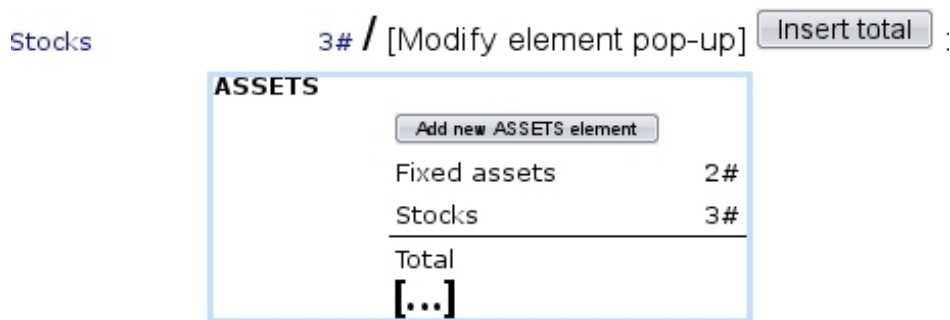 Stocks 3# / [Modify element pop-up] Insert total :
ASSETS
Add new ASSETS element
Fixed assets 2#
Stocks 3#
Total
[...]